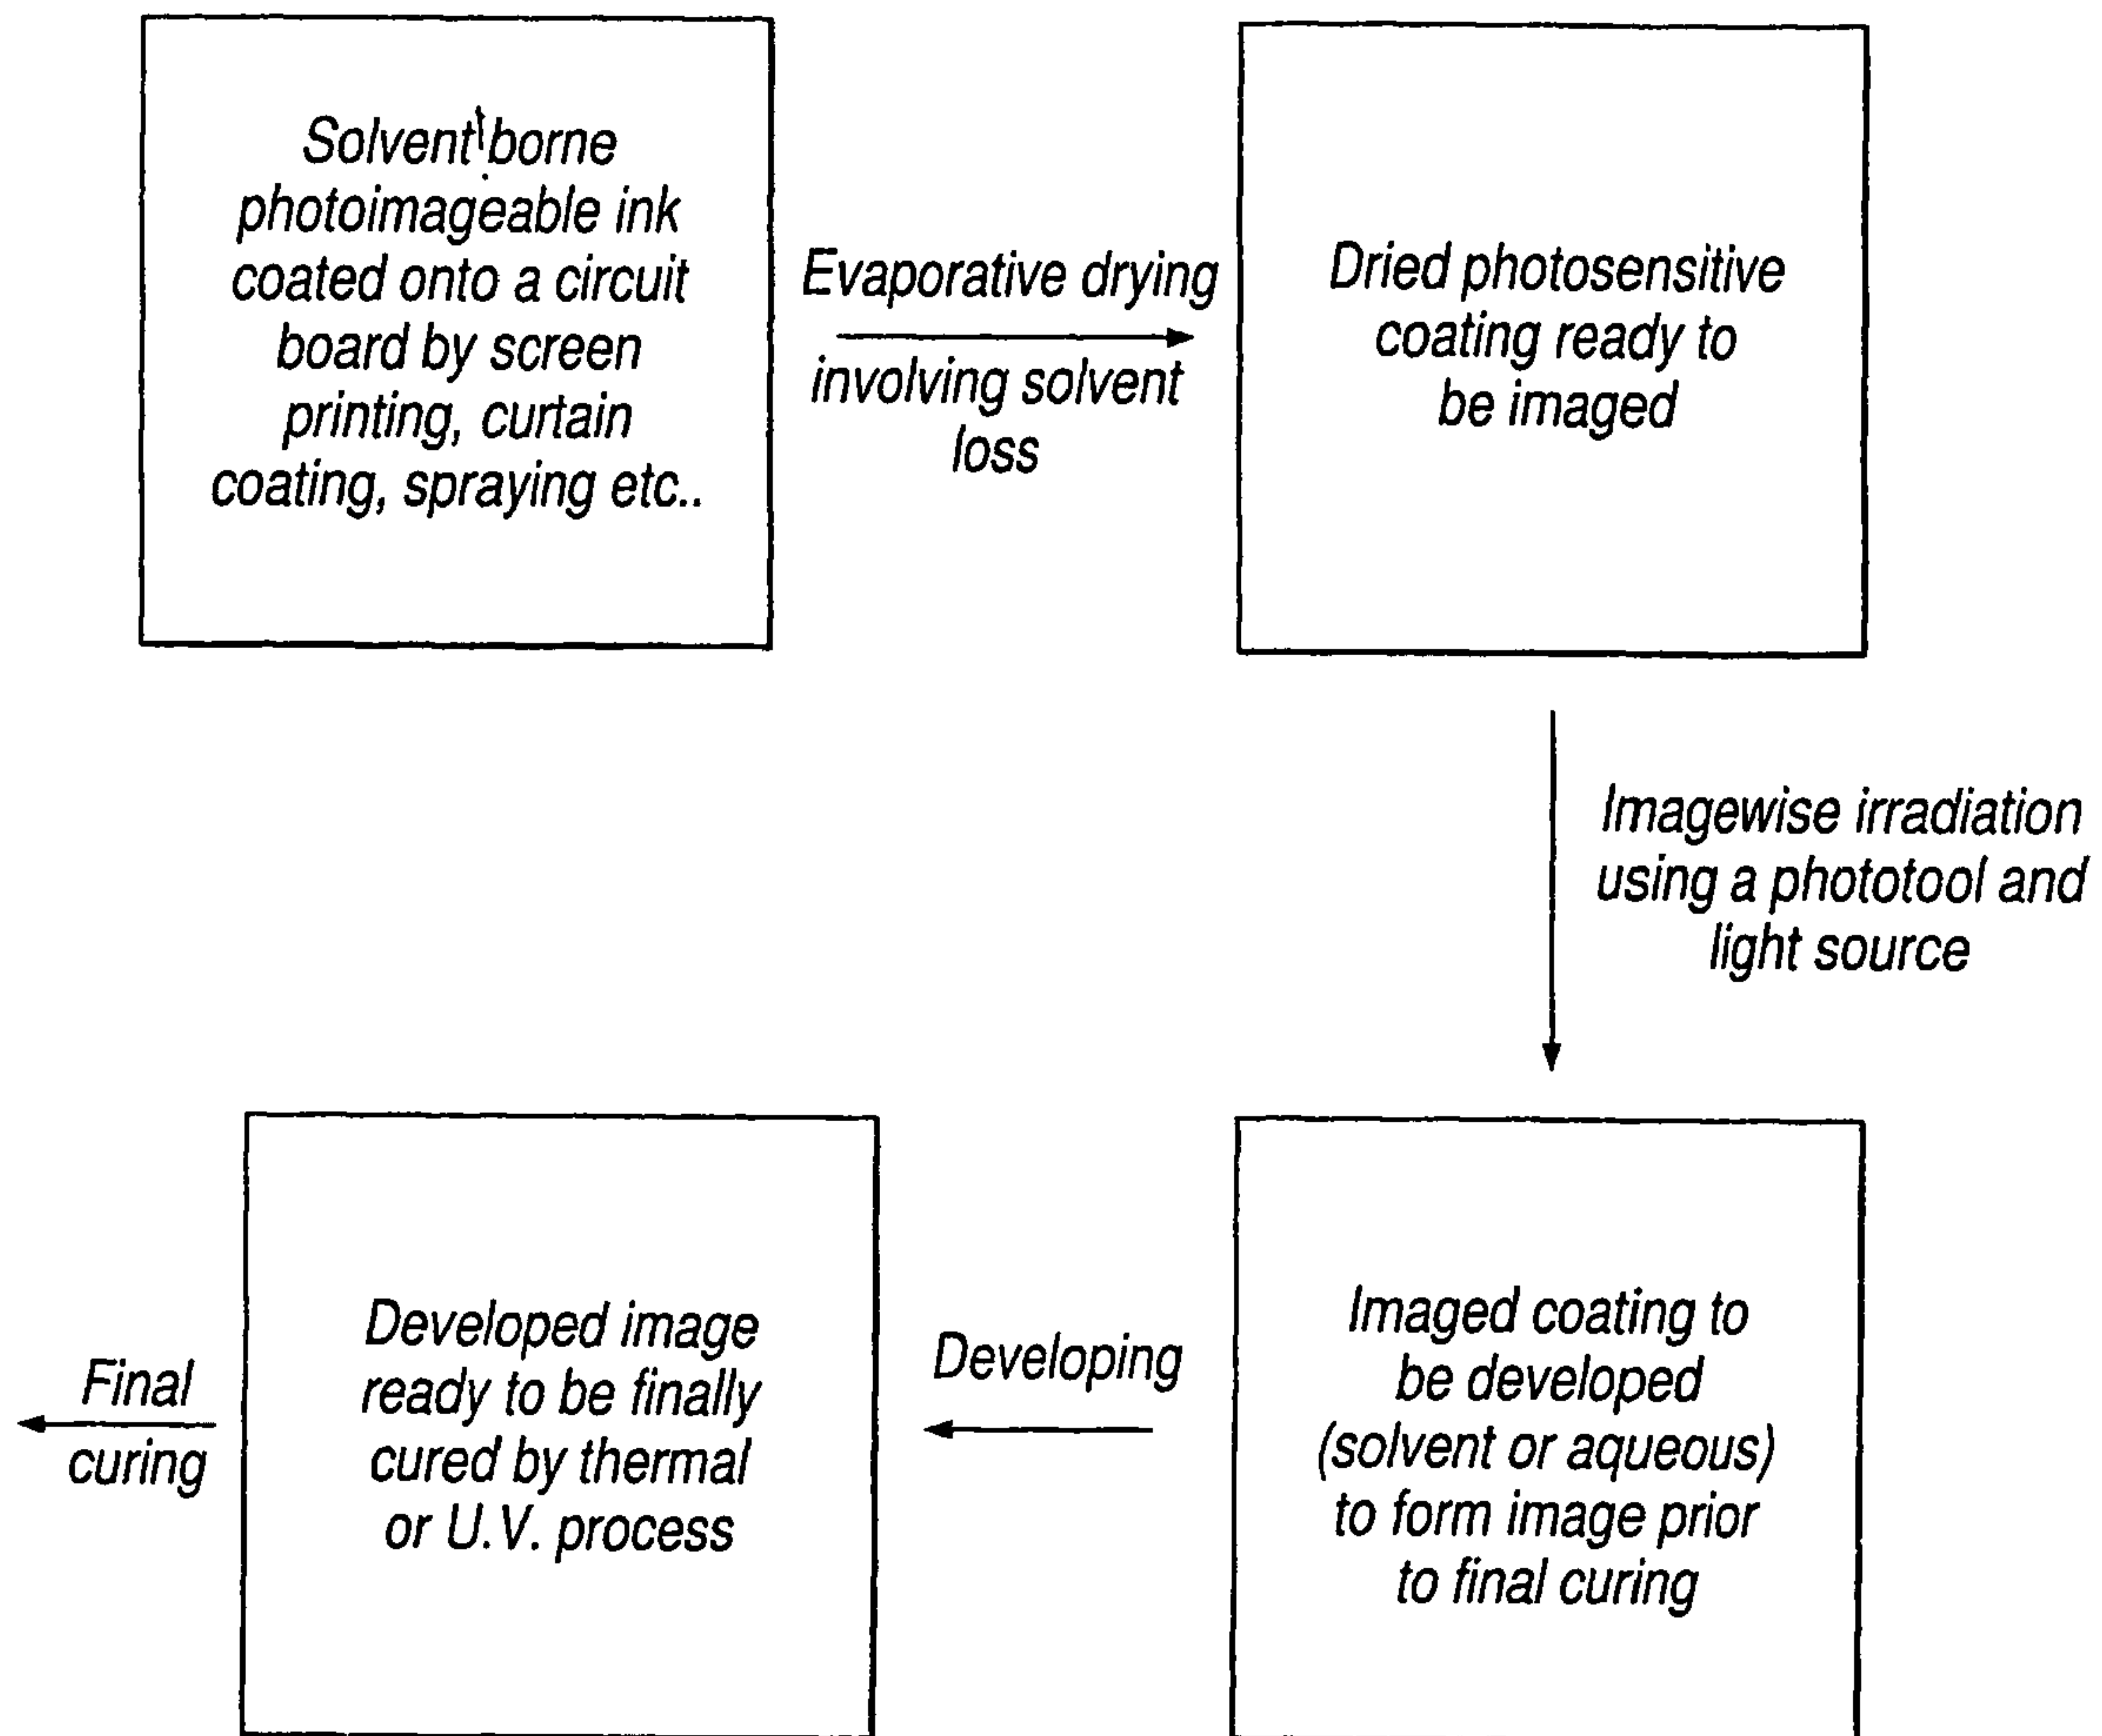 Solvent borne
photoimageable ink
coated onto a circuit
board by screen
printing, curtain
coating, spraying etc..
Evaporative drying
involving solvent
loss
Dried photosensitive
coating ready to
be imaged
Imagewise irradiation
using a phototool and
light source
Imaged coating to
be developed
(solvent or aqueous)
to form image prior
to final curing
Developing
Developed image
ready to be finally
cured by thermal
or U.V. process
Final
curing